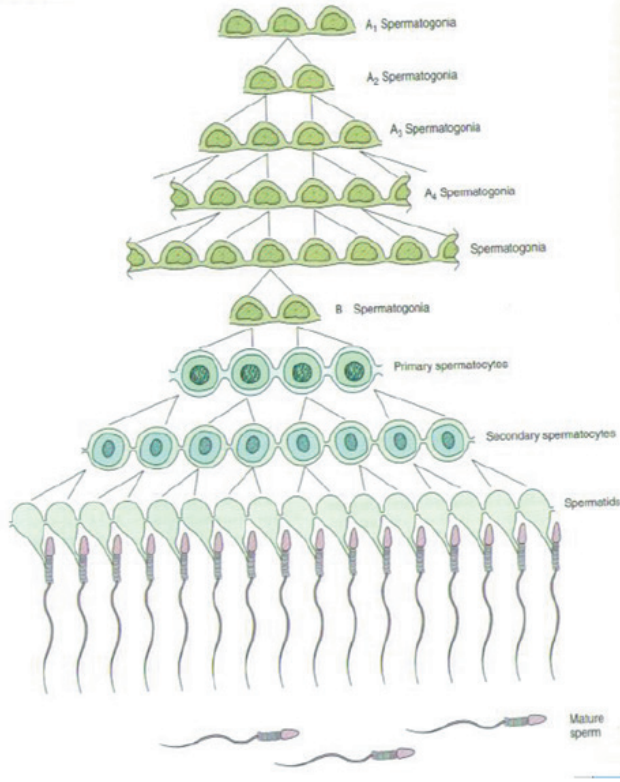 A₁ Spermatogonia
A₂ Spermatogonia
A₃ Spermatogonia
A₄ Spermatogonia
Spermatogonia
B Spermatogonia
Primary spermatocytes
Secondary spermatocytes
Spermatids
Mature
sperm